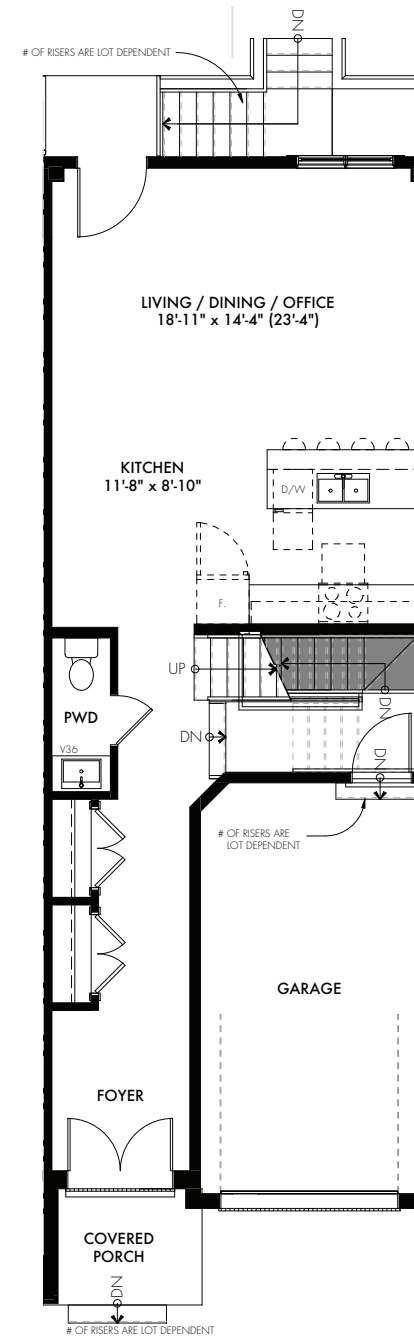 DN
# OF RISERS ARE LOT DEPENDENT
LIVING / DINING / OFFICE
18'-11" x 14'-4" (23'-4")
KITCHEN
11'-8" x 8'-10"
D/W
F.
UP
PWD
DN
DN
V36
DN
# OF RISERS ARE
LOT DEPENDENT
GARAGE
FOYER
COVERED
PORCH
DN
# OF RISERS ARE LOT DEPENDENT